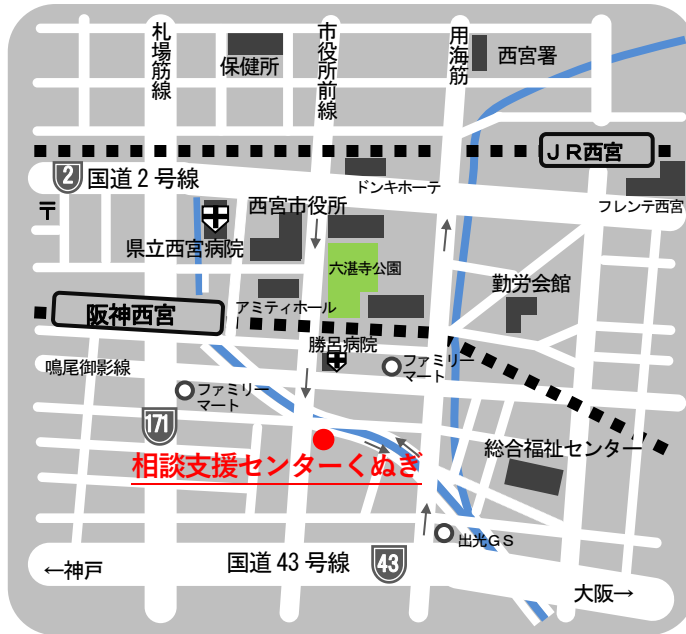 札場筋線
市役所前線
用海筋
保健所
西宮署
JR西宮
2
国道2号線
ドンキホーテ
フレンテ西宮
〒
西宮市役所
県立西宮病院
六湛寺公園
勤労会館
阪神西宮
アミティホール
勝呂病院
鳴尾御影線
ファミリー
マート
ファミリー
マート
171
相談支援センターくぬぎ
総合福祉センター
出光GS
国道43号線
43
←神戸
大阪→